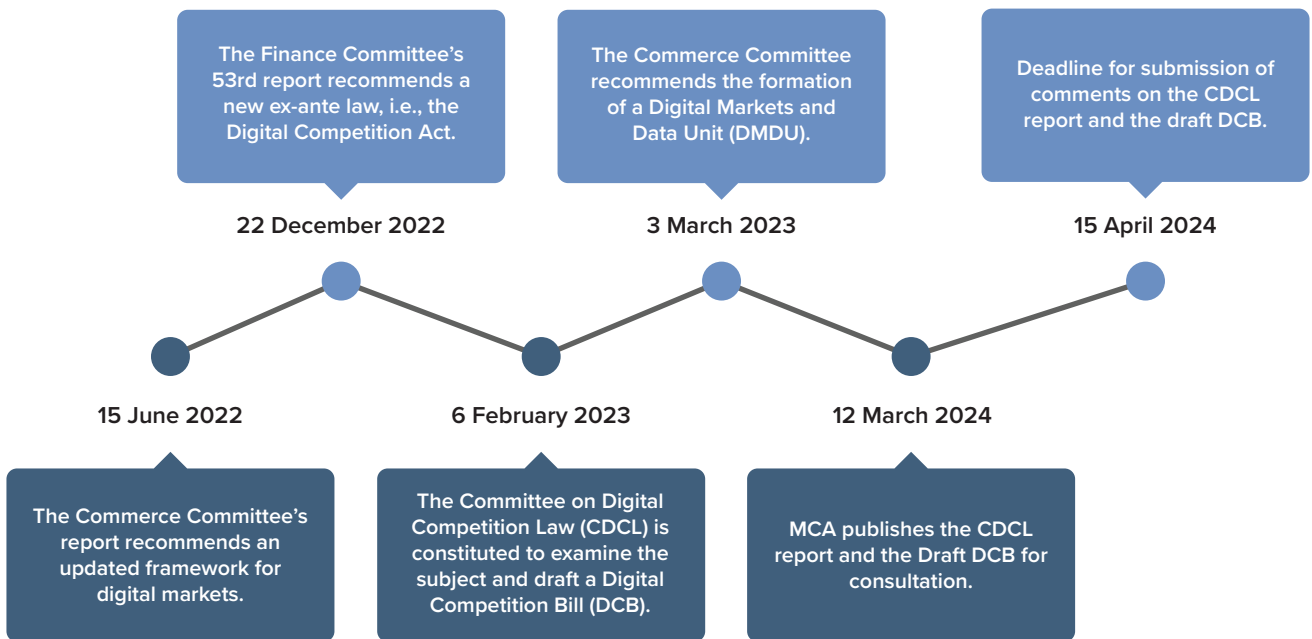 The Finance Committee's
53rd report recommends a
new ex-ante law, i.e., the
Digital Competition Act.
22 December 2022
The Commerce Committee
recommends the formation
of a Digital Markets and
Data Unit (DMDU).
3 March 2023
Deadline for submission of
comments on the CDCL
report and the draft DCB.
15 April 2024
15 June 2022
The Commerce Committee's
report recommends an
updated framework for
digital markets.
6 February 2023
The Committee on Digital
Competition Law (CDCL) is
constituted to examine the
subject and draft a Digital
Competition Bill (DCB).
12 March 2024
MCA publishes the CDCL
report and the Draft DCB for
consultation.